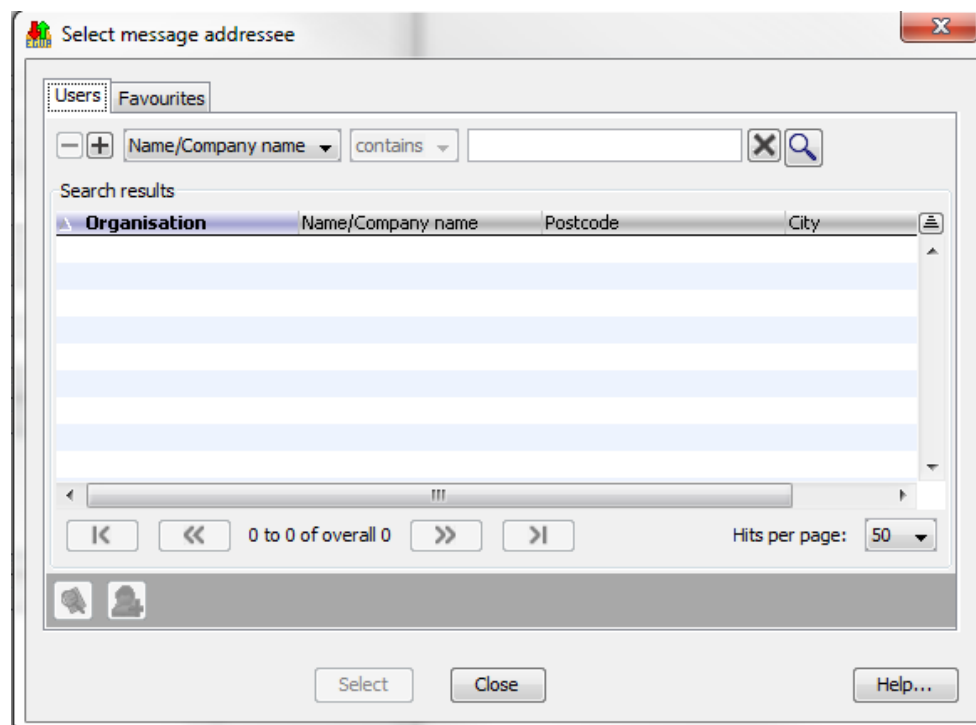 Select message addressee
Users Favourites
Name/Company name contains
Search results
Organisation Name/Company name Postcode City
0 to 0 of overall 0 Hits per page: 50
Select Close Help...